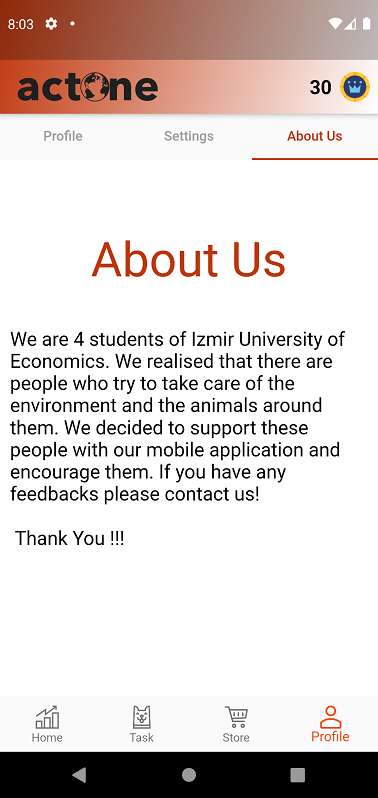 8:03
actone
30
Profile
Settings
About Us
About Us
We are 4 students of Izmir University of
Economics. We realised that there are
people who try to take care of the
environment and the animals around
them. We decided to support these
people with our mobile application and
encourage them. If you have any
feedbacks please contact us!
Thank You !!!
Home
Task
Store
Profile